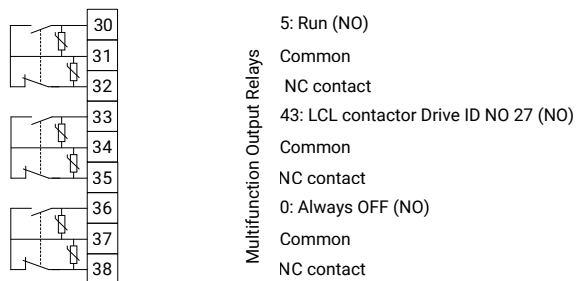 30 5: Run (NO)
31 Common
32 NC contact
33 43: LCL contactor Drive ID NO 27 (NO)
34 Common
35 NC contact
36 0: Always OFF (NO)
37 Common
38 NC contact
Multifunction Output Relays